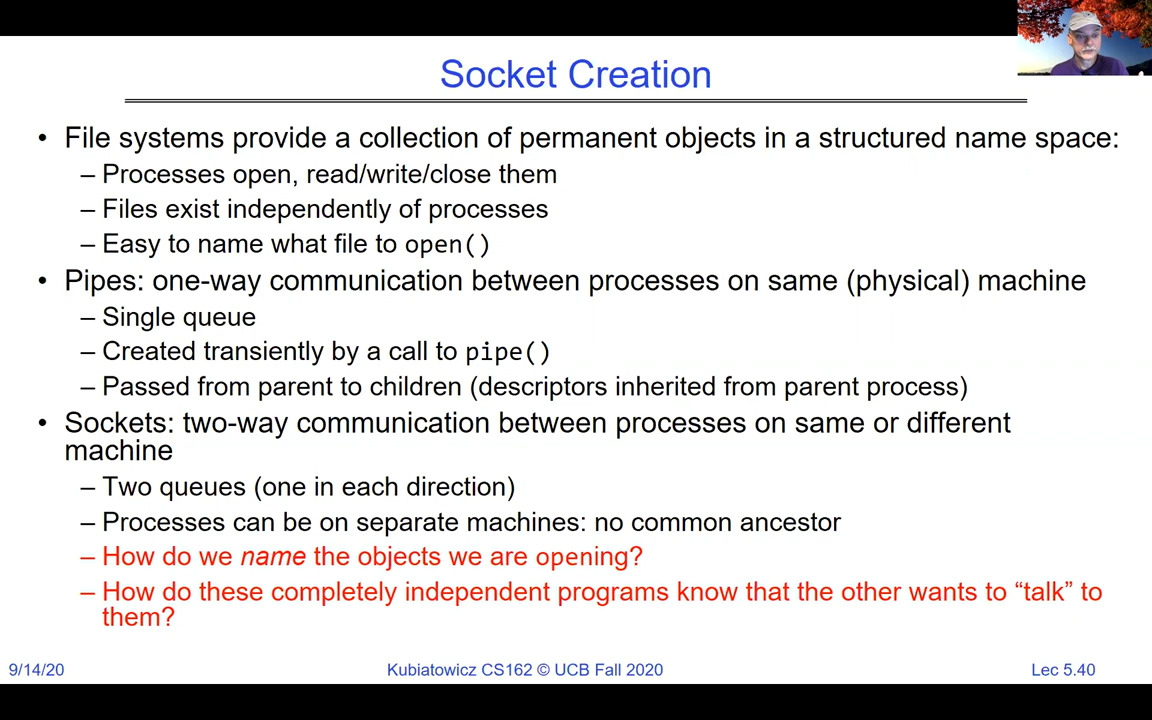 Socket Creation
• File systems provide a collection of permanent objects in a structured name space:
– Processes open, read/write/close them
– Files exist independently of processes
– Easy to name what file to open()
• Pipes: one-way communication between processes on same (physical) machine
– Single queue
– Created transiently by a call to pipe()
– Passed from parent to children (descriptors inherited from parent process)
• Sockets: two-way communication between processes on same or different
machine
– Two queues (one in each direction)
– Processes can be on separate machines: no common ancestor
– How do we name the objects we are opening?
– How do these completely independent programs know that the other wants to “talk” to
them?
9/14/20
Kubiatowicz CS162 © UCB Fall 2020
Lec 5.40